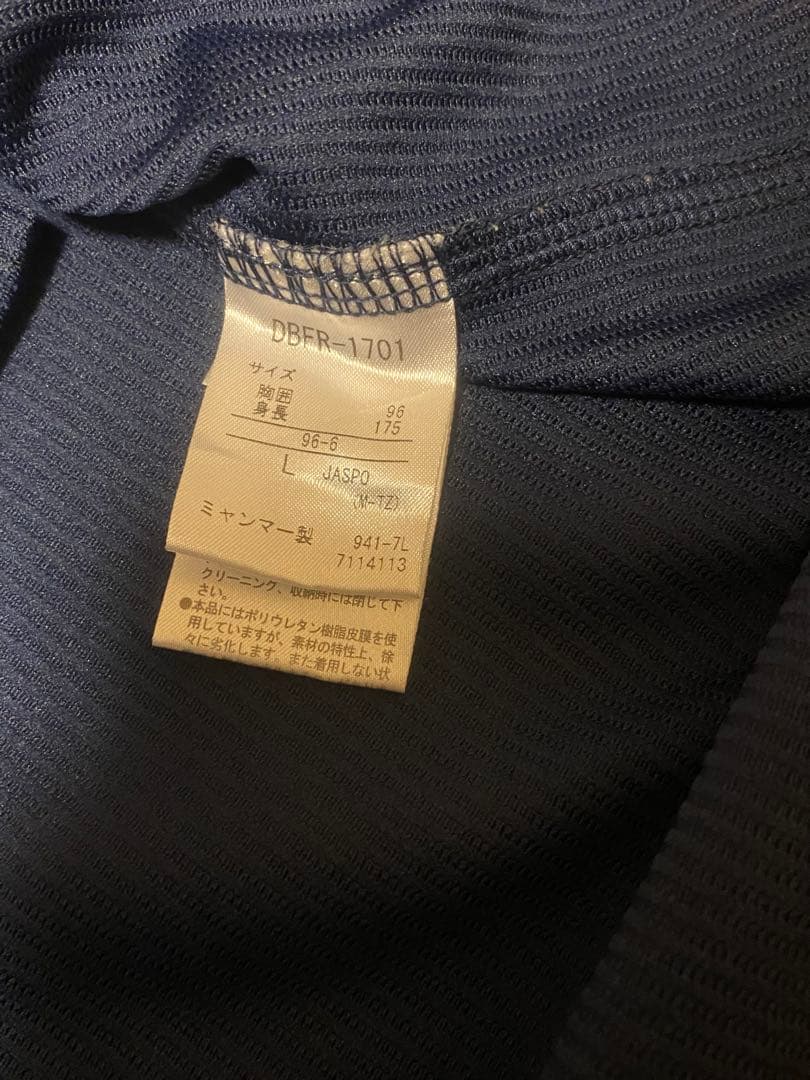 DBFR-1701
サイズ
胸囲 96
身長 175
96-6
L JASPO
(M-TZ)
ミャンマー製 941-7L
7114113
クリーニング、収納時には閉じて下
さい。
●本品にはポリウレタン樹脂皮膜を使
用していますが、素材の特性上、徐
々に劣化します。また着用しない状